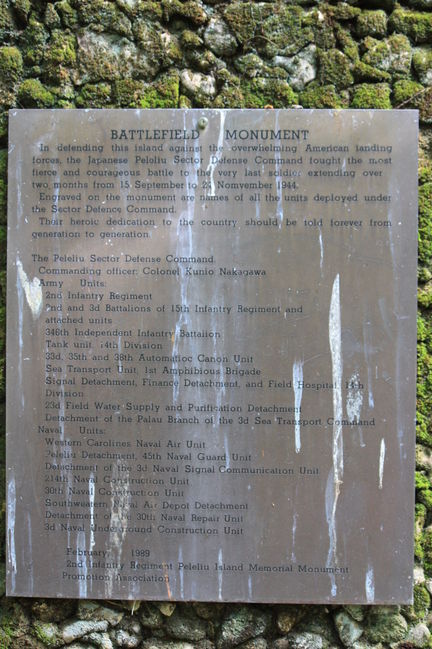 BATTLEFIELD MONUMENT
In defending this island against the overwhelming American landing
forces, the Japanese Peleliu Sector Defense Command fought the most
fierce and courageous battle to the very last soldier extending over
two months from 15 September to 24 Nomvember 1944.
Engraved on the monument are names of all the units deployed under
the Sector Defence Command.
Their heroic dedication to the country should be told forever from
generation to generation.
The Peleliu Sector Defense Command
Commanding officer: Colonel Kunio Nakagawa
Army Units:
2nd Infantry Regiment
2nd and 3d Battalions of 15th Infantry Regiment and
attached units
346th Independent Infantry Battalion
Tank unit, 14th Division
33d, 35th and 38th Automatioc Canon Unit
Sea Transport Unit, 1st Amphibious Brigade
Signal Detachment, Finance Detachment, and Field Hospital, 14th
Division.
23d Field Water Supply and Purification Detachment
Detachment of the Palau Branch of the 3d Sea Transport Command
Naval Units:
Western Carolines Naval Air Unit
Peleliu Detachment, 45th Naval Guard Unit
Detachment of the 3d Naval Signal Communication Unit
214th Naval Construction Unit
30th Naval Construction Unit
Southweatern Naval Air Depot Detachment
Detachment of the 30th Naval Repair Unit
3d Naval Underground Construction Unit
February, 1989
2nd Infantry Regiment Peleliu Island Memorial Monument
Promotion Association